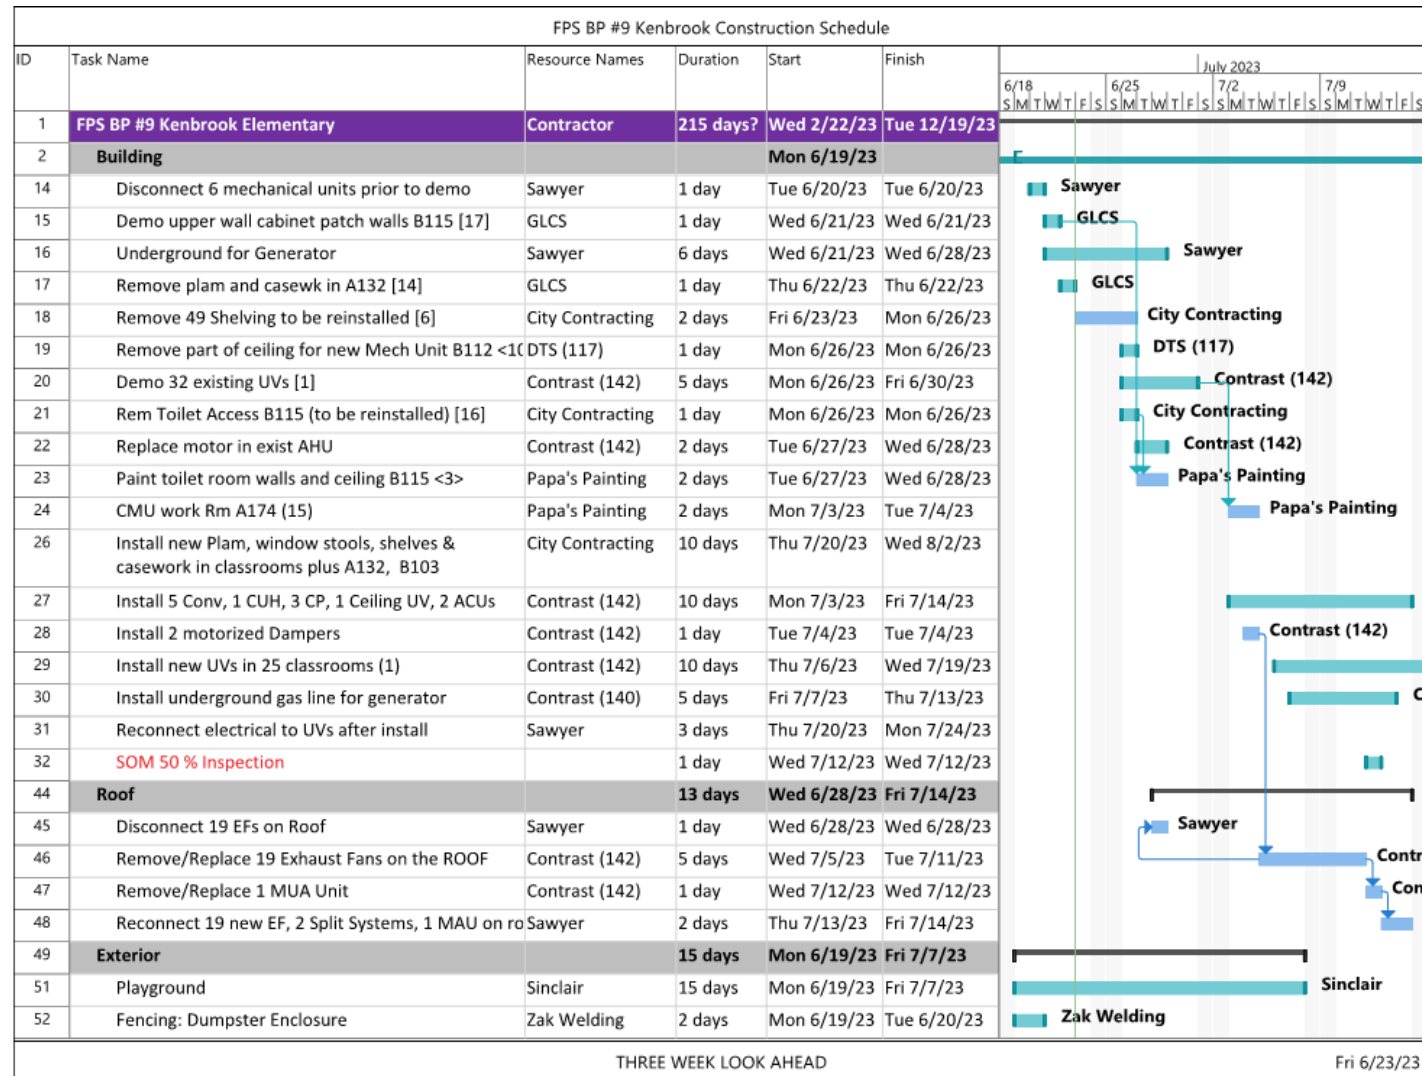 FPS BP #9 Kenbrook Construction Schedule
ID Task Name Resource Names Duration Start Finish
July 2023
6/18 6/25 7/2 7/9
S M T W T F S S M T W T F S S M T W T F S S M T W T F S
1 FPS BP #9 Kenbrook Elementary Contractor 215 days? Wed 2/22/23 Tue 12/19/23
2 Building Mon 6/19/23
14 Disconnect 6 mechanical units prior to demo Sawyer 1 day Tue 6/20/23 Tue 6/20/23 Sawyer
15 Demo upper wall cabinet patch walls B115 [17] GLCS 1 day Wed 6/21/23 Wed 6/21/23 GLCS
16 Underground for Generator Sawyer 6 days Wed 6/21/23 Wed 6/28/23 Sawyer
17 Remove plam and casewk in A132 [14] GLCS 1 day Thu 6/22/23 Thu 6/22/23 GLCS
18 Remove 49 Shelving to be reinstalled [6] City Contracting 2 days Fri 6/23/23 Mon 6/26/23 City Contracting
19 Remove part of ceiling for new Mech Unit B112 <10 DTS (117) 1 day Mon 6/26/23 Mon 6/26/23 DTS (117)
20 Demo 32 existing UVs [1] Contrast (142) 5 days Mon 6/26/23 Fri 6/30/23 Contrast (142)
21 Rem Toilet Access B115 (to be reinstalled) [16] City Contracting 1 day Mon 6/26/23 Mon 6/26/23 City Contracting
22 Replace motor in exist AHU Contrast (142) 2 days Tue 6/27/23 Wed 6/28/23 Contrast (142)
23 Paint toilet room walls and ceiling B115 <3> Papa's Painting 2 days Tue 6/27/23 Wed 6/28/23 Papa's Painting
24 CMU work Rm A174 (15) Papa's Painting 2 days Mon 7/3/23 Tue 7/4/23 Papa's Painting
26 Install new Plam, window stools, shelves & City Contracting 10 days Thu 7/20/23 Wed 8/2/23
casework in classrooms plus A132, B103
27 Install 5 Conv, 1 CUH, 3 CP, 1 Ceiling UV, 2 ACUs Contrast (142) 10 days Mon 7/3/23 Fri 7/14/23
28 Install 2 motorized Dampers Contrast (142) 1 day Tue 7/4/23 Tue 7/4/23 Contrast (142)
29 Install new UVs in 25 classrooms (1) Contrast (142) 10 days Thu 7/6/23 Wed 7/19/23
30 Install underground gas line for generator Contrast (140) 5 days Fri 7/7/23 Thu 7/13/23 C
31 Reconnect electrical to UVs after install Sawyer 3 days Thu 7/20/23 Mon 7/24/23
32 SOM 50 % Inspection 1 day Wed 7/12/23 Wed 7/12/23
44 Roof 13 days Wed 6/28/23 Fri 7/14/23
45 Disconnect 19 EFs on Roof Sawyer 1 day Wed 6/28/23 Wed 6/28/23 Sawyer
46 Remove/Replace 19 Exhaust Fans on the ROOF Contrast (142) 5 days Wed 7/5/23 Tue 7/11/23 Contr
47 Remove/Replace 1 MUA Unit Contrast (142) 1 day Wed 7/12/23 Wed 7/12/23 Con
48 Reconnect 19 new EF, 2 Split Systems, 1 MAU on ro Sawyer 2 days Thu 7/13/23 Fri 7/14/23
49 Exterior 15 days Mon 6/19/23 Fri 7/7/23
51 Playground Sinclair 15 days Mon 6/19/23 Fri 7/7/23 Sinclair
52 Fencing: Dumpster Enclosure Zak Welding 2 days Mon 6/19/23 Tue 6/20/23 Zak Welding
THREE WEEK LOOK AHEAD Fri 6/23/23